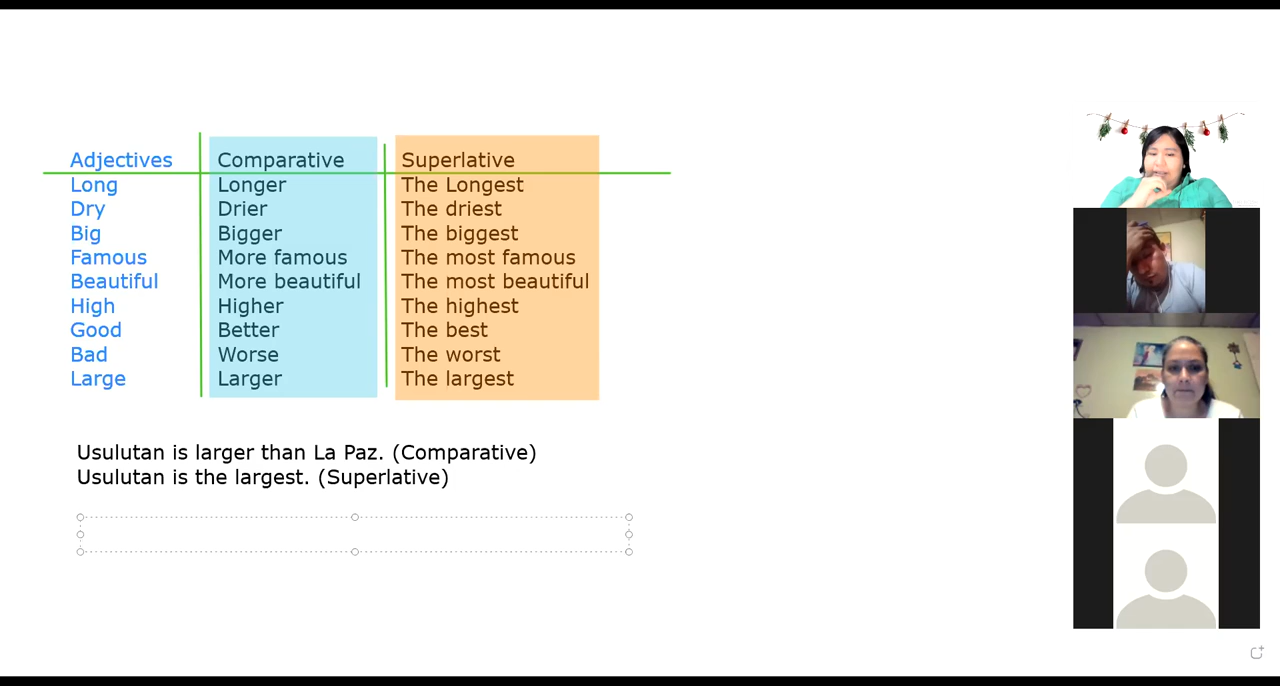 Adjectives Comparative Superlative
Long Longer The Longest
Dry Drier The driest
Big Bigger The biggest
Famous More famous The most famous
Beautiful More beautiful The most beautiful
High Higher The highest
Good Better The best
Bad Worse The worst
Large Larger The largest
Usulutan is larger than La Paz. (Comparative)
Usulutan is the largest. (Superlative)